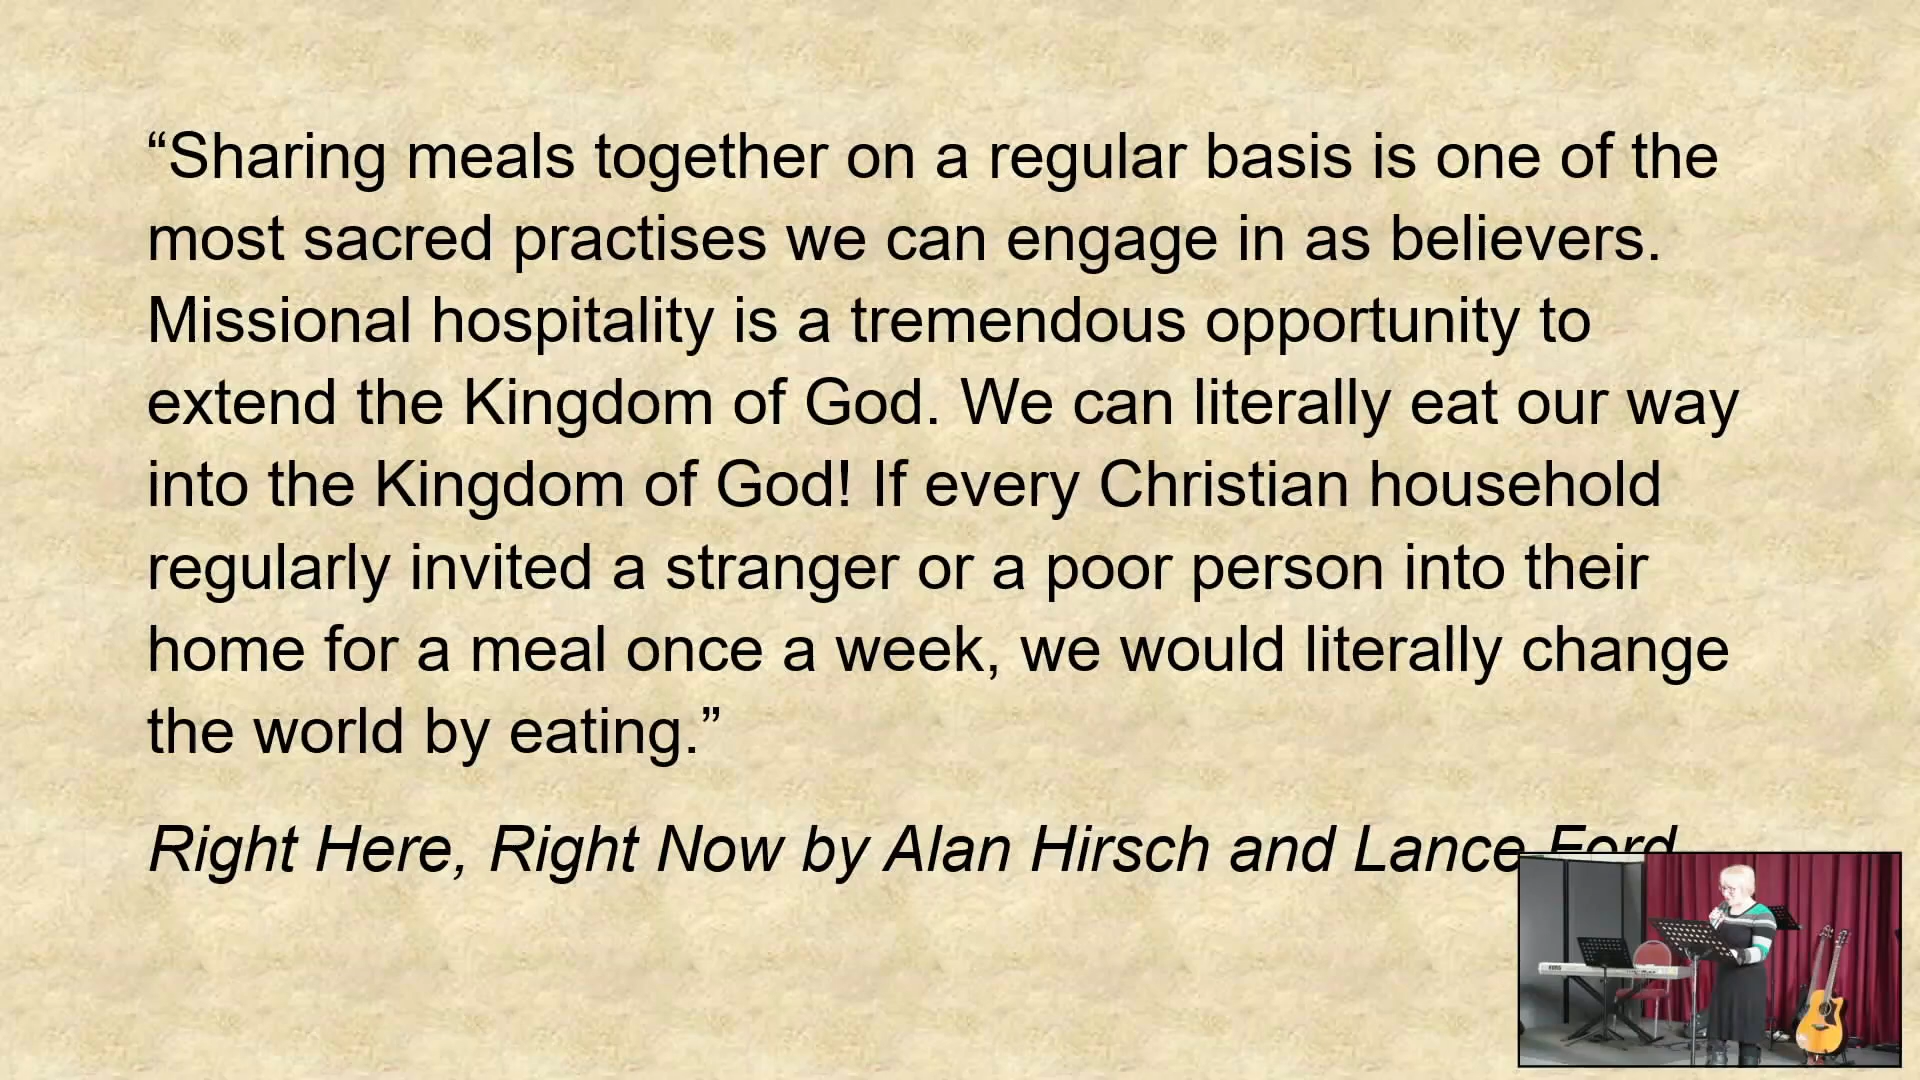 “Sharing meals together on a regular basis is one of the
most sacred practises we can engage in as believers.
Missional hospitality is a tremendous opportunity to
extend the Kingdom of God. We can literally eat our way
into the Kingdom of God! If every Christian household
regularly invited a stranger or a poor person into their
home for a meal once a week, we would literally change
the world by eating.”
Right Here, Right Now by Alan Hirsch and Lance Ford
KORG